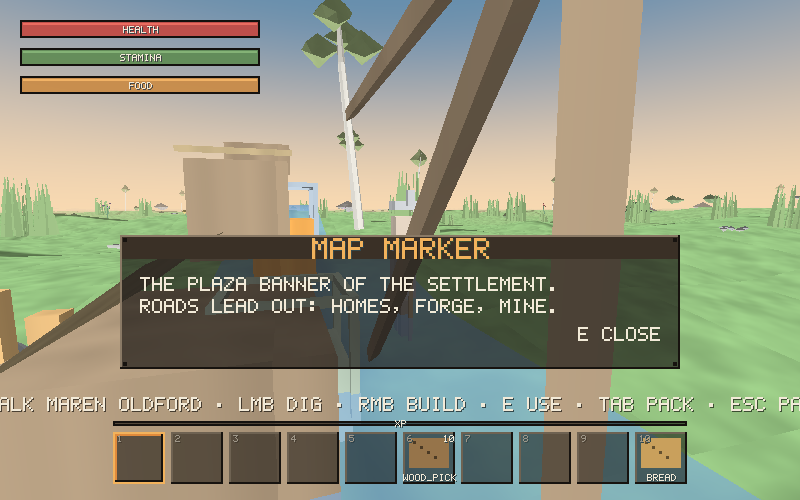 HEALTH
STAMINA
FOOD
MAP MARKER
THE PLAZA BANNER OF THE SETTLEMENT.
ROADS LEAD OUT: HOMES, FORGE, MINE.
E CLOSE
ALK MAREN OLDFORD · LMB DIG · RMB BUILD · E USE · TAB PACK · ESC PA
XP
1 2 3 4 5 6 10 7 8 9 10
WOOD_PICK BREAD